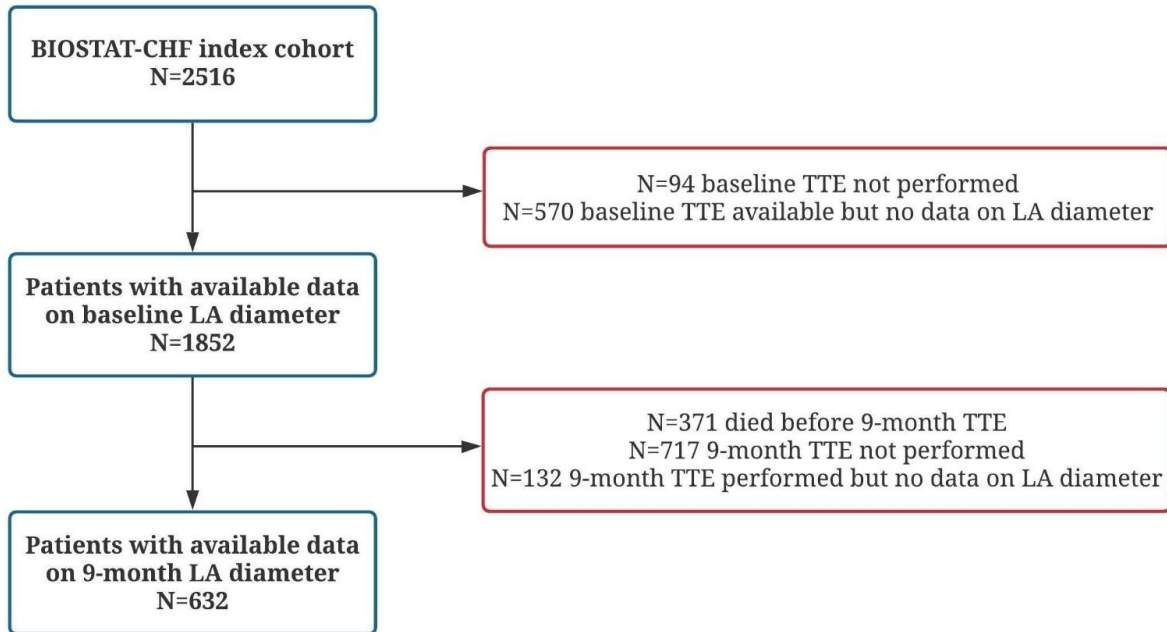 BIOSTAT-CHF index cohort
N=2516
N=94 baseline TTE not performed
N=570 baseline TTE available but no data on LA diameter
Patients with available data
on baseline LA diameter
N=1852
N=371 died before 9-month TTE
N=717 9-month TTE not performed
N=132 9-month TTE performed but no data on LA diameter
Patients with available data
on 9-month LA diameter
N=632